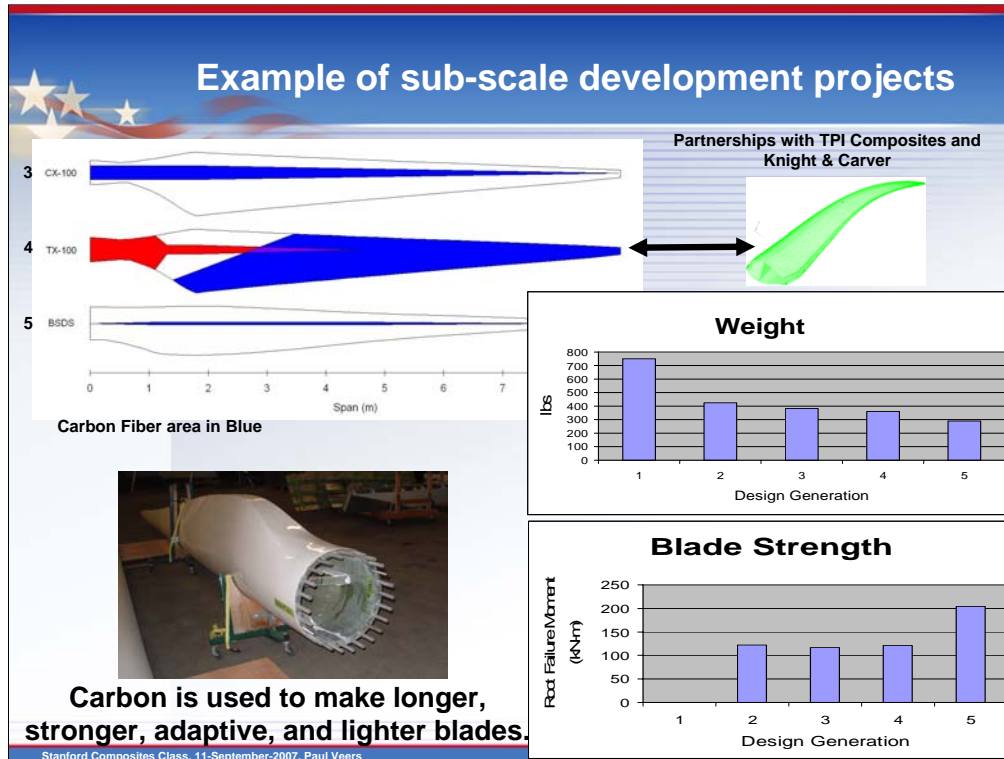 Example of sub-scale development projects
Partnerships with TPI Composites and
Knight & Carver
3 CX-100
4 TX-100
5 BSDS
0 1 2 3 4 5 6 7
Span (m)
Carbon Fiber area in Blue
Weight
800
700
600
500
400
300
200
100
0
lbs
1 2 3 4 5
Design Generation
Blade Strength
250
200
150
100
50
0
Root Failure Moment
(kN-m)
1 2 3 4 5
Design Generation
Carbon is used to make longer,
stronger, adaptive, and lighter blades.
Stanford Composites Class, 11-September-2007, Paul Veers